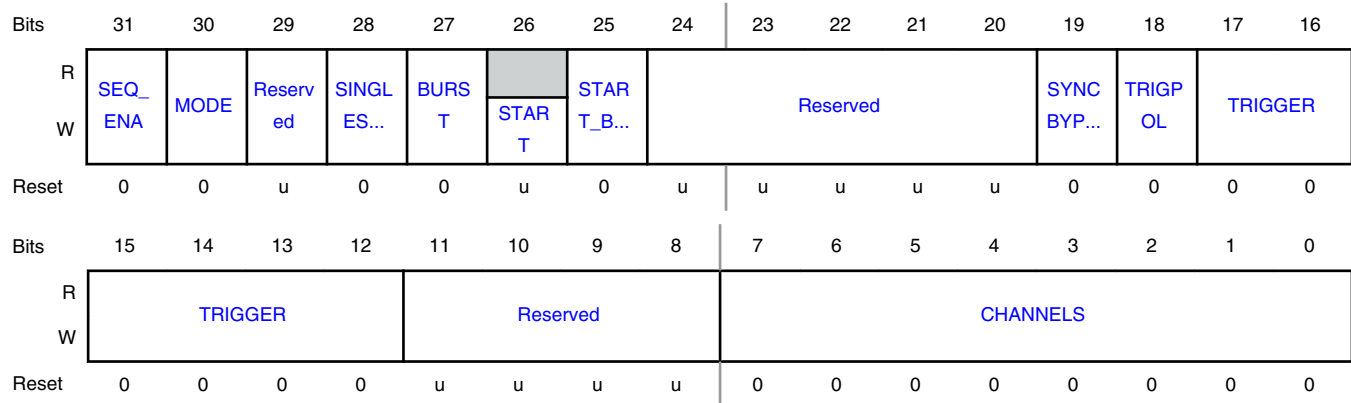 Bits 31 30 29 28 27 26 25 24 23 22 21 20 19 18 17 16
R
W
SEQ_
ENA
MODE
Reserv
ed
SINGL
ES...
BURS
T
STAR
T
STAR
T_B...
Reserved
SYNC
BYP...
TRIGP
OL
TRIGGER
Reset 0 0 u 0 0 u 0 u u u u u 0 0 0 0
Bits 15 14 13 12 11 10 9 8 7 6 5 4 3 2 1 0
R
W
TRIGGER
Reserved
CHANNELS
Reset 0 0 0 0 u u u u 0 0 0 0 0 0 0 0